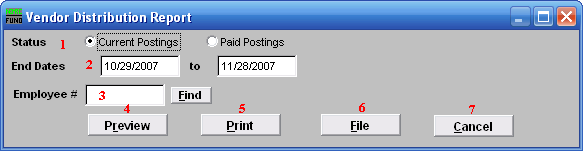 FUND Vendor Distribution Report
Status 1 Current Postings Paid Postings
End Dates 2 10/29/2007 to 11/28/2007
Employee # 3 Find
4 5 6 7
Preview Print File Cancel